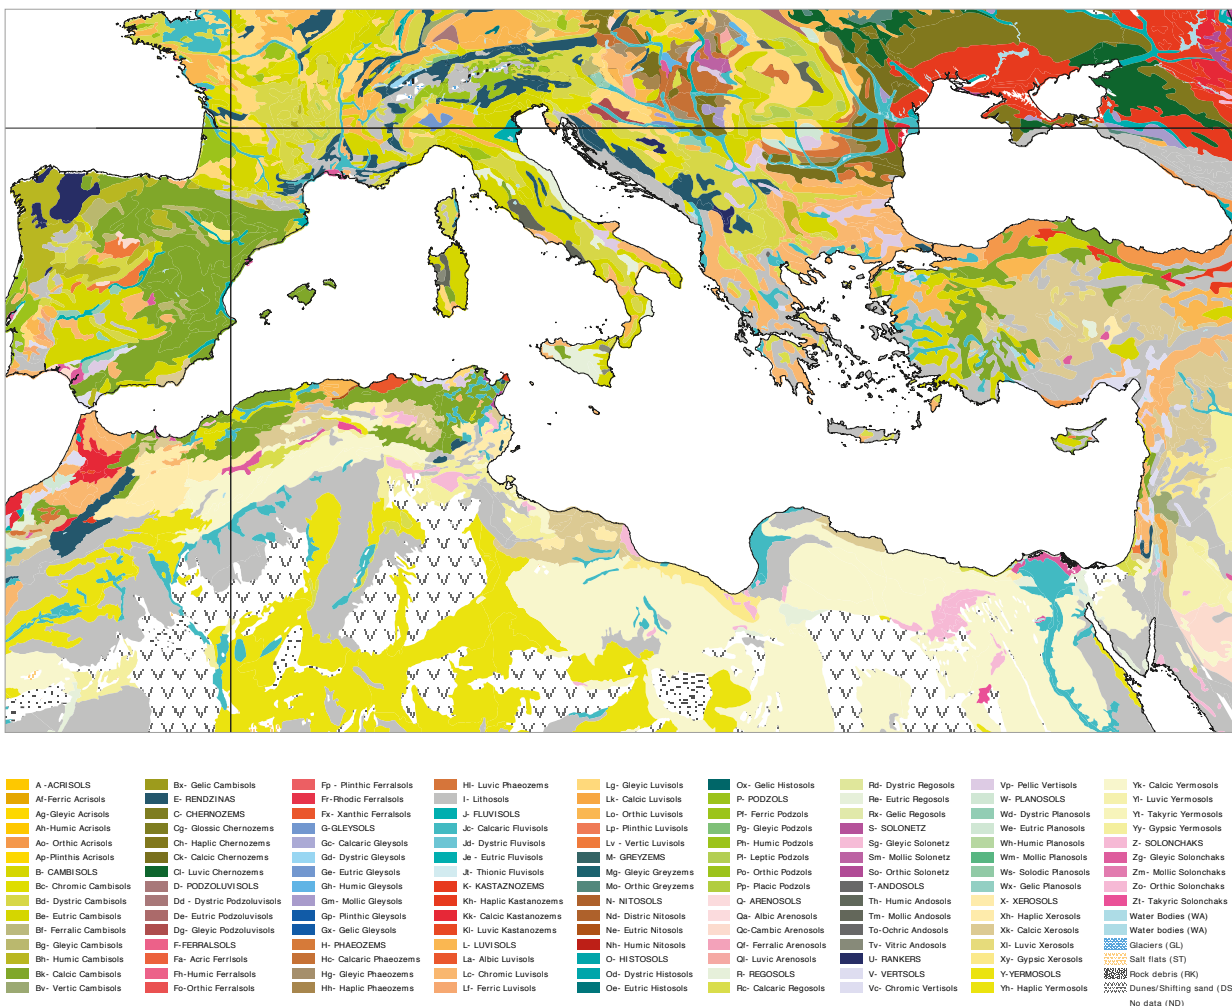 A -ACRISOLS
Af-Ferric Acrisols
Ag-Gleyic Acrisols
Ah-Humic Acrisols
Ao- Orthic Acrisols
Ap-Plinthis Acrisols
B- CAMBISOLS
Bc- Chromic Cambisols
Bd- Dystric Cambisols
Be- Eutric Cambisols
Bf- Ferralic Cambisols
Bg- Gleyic Cambisols
Bh- Humic Cambisols
Bk- Calcic Cambisols
Bv- Vertic Cambisols
Bx- Gelic Cambisols
E- RENDZINAS
C- CHERNOZEMS
Cg- Glossic Chernozems
Ch- Haplic Chernozems
Ck- Calcic Chernozems
Cl- Luvic Chernozems
D- PODZOLUVISOLS
Dd - Dystric Podzoluvisols
De- Eutric Podzoluvisols
Dg- Gleyic Podzoluvisols
F-FERRALSOLS
Fa- Acric Ferrlsols
Fh-Humic Ferralsols
Fo-Orthic Ferralsols
Fp - Plinthic Ferralsols
Fr-Rhodic Ferralsols
Fx- Xanthic Ferralsols
G-GLEYSOLS
Gc- Calcaric Gleysols
Gd- Dystric Gleysols
Ge- Eutric Gleysols
Gh- Humic Gleysols
Gm- Mollic Gleysols
Gp- Plinthic Gleysols
Gx- Gelic Gleysols
H- PHAEOZEMS
Hc- Calcaric Phaeozems
Hg- Gleyic Phaeozems
Hh- Haplic Phaeozems
Hl- Luvic Phaeozems
I- Lithosols
J- FLUVISOLS
Jc- Calcaric Fluvisols
Jd- Dystric Fluvisols
Je - Eutric Fluvisols
Jt- Thionic Fluvisols
K- KASTAZNOZEMS
Kh- Haplic Kastanozems
Kk- Calcic Kastanozems
Kl- Luvic Kastanozems
L- LUVISOLS
La- Albic Luvisols
Lc- Chromic Luvisols
Lf- Ferric Luvisols
Lg- Gleyic Luvisols
Lk- Calcic Luvisols
Lo- Orthic Luvisols
Lp- Plinthic Luvisols
Lv - Vertic Luvisols
M- GREYZEMS
Mg- Gleyic Greyzems
Mo- Orthic Greyzems
N- NITOSOLS
Nd- Distric Nitosols
Ne- Eutric Nitosols
Nh- Humic Nitosols
O- HISTOSOLS
Od- Dystric Histosols
Oe- Eutric Histosols
Ox- Gelic Histosols
P- PODZOLS
Pf- Ferric Podzols
Pg- Gleyic Podzols
Ph- Humic Podzols
Pl- Leptic Podzols
Po- Orthic Podzols
Pp- Placic Podzols
Q- ARENOSOLS
Qa- Albic Arenosols
Qc-Cambic Arenosols
Qf- Ferralic Arenosols
Ql- Luvic Arenosols
R- REGOSOLS
Rc- Calcaric Regosols
Rd- Dystric Regosols
Re- Eutric Regosols
Rx- Gelic Regosols
S- SOLONETZ
Sg- Gleyic Solonetz
Sm- Mollic Solonetz
So- Orthic Solonetz
T-ANDOSOLS
Th- Humic Andosols
Tm- Mollic Andosols
To-Ochric Andosols
Tv- Vitric Andosols
U- RANKERS
V- VERTSOLS
Vc- Chromic Vertisols
Vp- Pellic Vertisols
W- PLANOSOLS
Wd- Dystric Planosols
We- Eutric Planosols
Wh-Humic Planosols
Wm- Mollic Planosols
Ws- Solodic Planosols
Wx- Gelic Planosols
X- XEROSOLS
Xh- Haplic Xerosols
Xk- Calcic Xerosols
Xl- Luvic Xerosols
Xy- Gypsic Xerosols
Y-YERMOSOLS
Yh- Haplic Yermosols
Yk- Calcic Yermosols
Yl- Luvic Yermosols
Yt- Takyric Yermosols
Yy- Gypsic Yermosols
Z- SOLONCHAKS
Zg- Gleyic Solonchaks
Zm- Mollic Solonchaks
Zo- Orthic Solonchaks
Zt- Takyric Solonchaks
Water Bodies (WA)
Water bodies (WA)
Glaciers (GL)
Salt flats (ST)
Rock debris (RK)
Dunes/Shifting sand (DS
No data (ND)